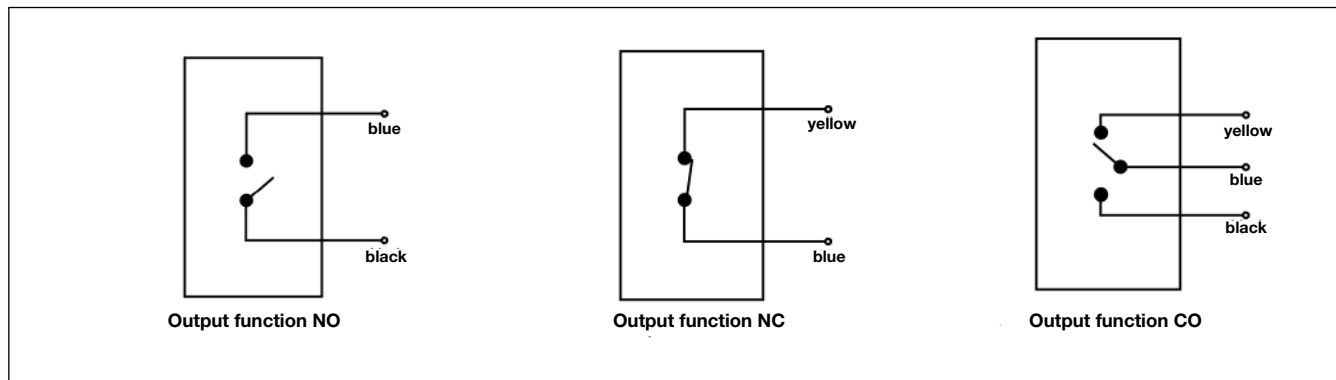 blue
black
Output function NO
yellow
blue
Output function NC
yellow
blue
black
Output function CO